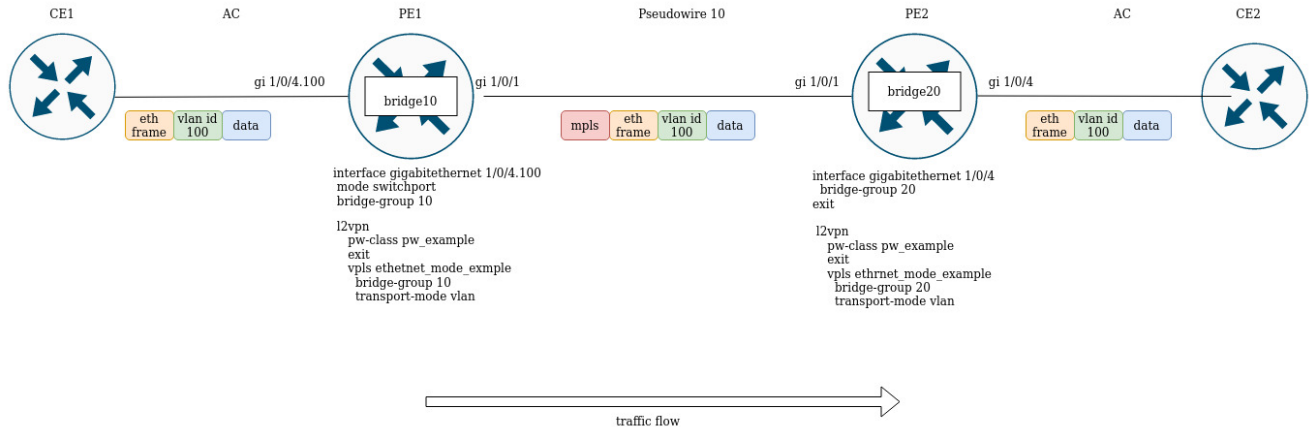 CE1
AC
PE1
Pseudowire 10
PE2
AC
CE2
gi 1/0/4.100
gi 1/0/1
gi 1/0/1
gi 1/0/4
bridge10
bridge20
eth
frame
vlan id
100
data
mpls
eth
frame
vlan id
100
data
eth
frame
vlan id
100
data
interface gigabitethernet 1/0/4.100
mode switchport
bridge-group 10
l2vpn
pw-class pw_example
exit
vpls ethetnet_mode_exmple
bridge-group 10
transport-mode vlan
interface gigabitethernet 1/0/4
bridge-group 20
exit
l2vpn
pw-class pw_example
exit
vpls ethrnet_mode_example
bridge-group 20
transport-mode vlan
traffic flow